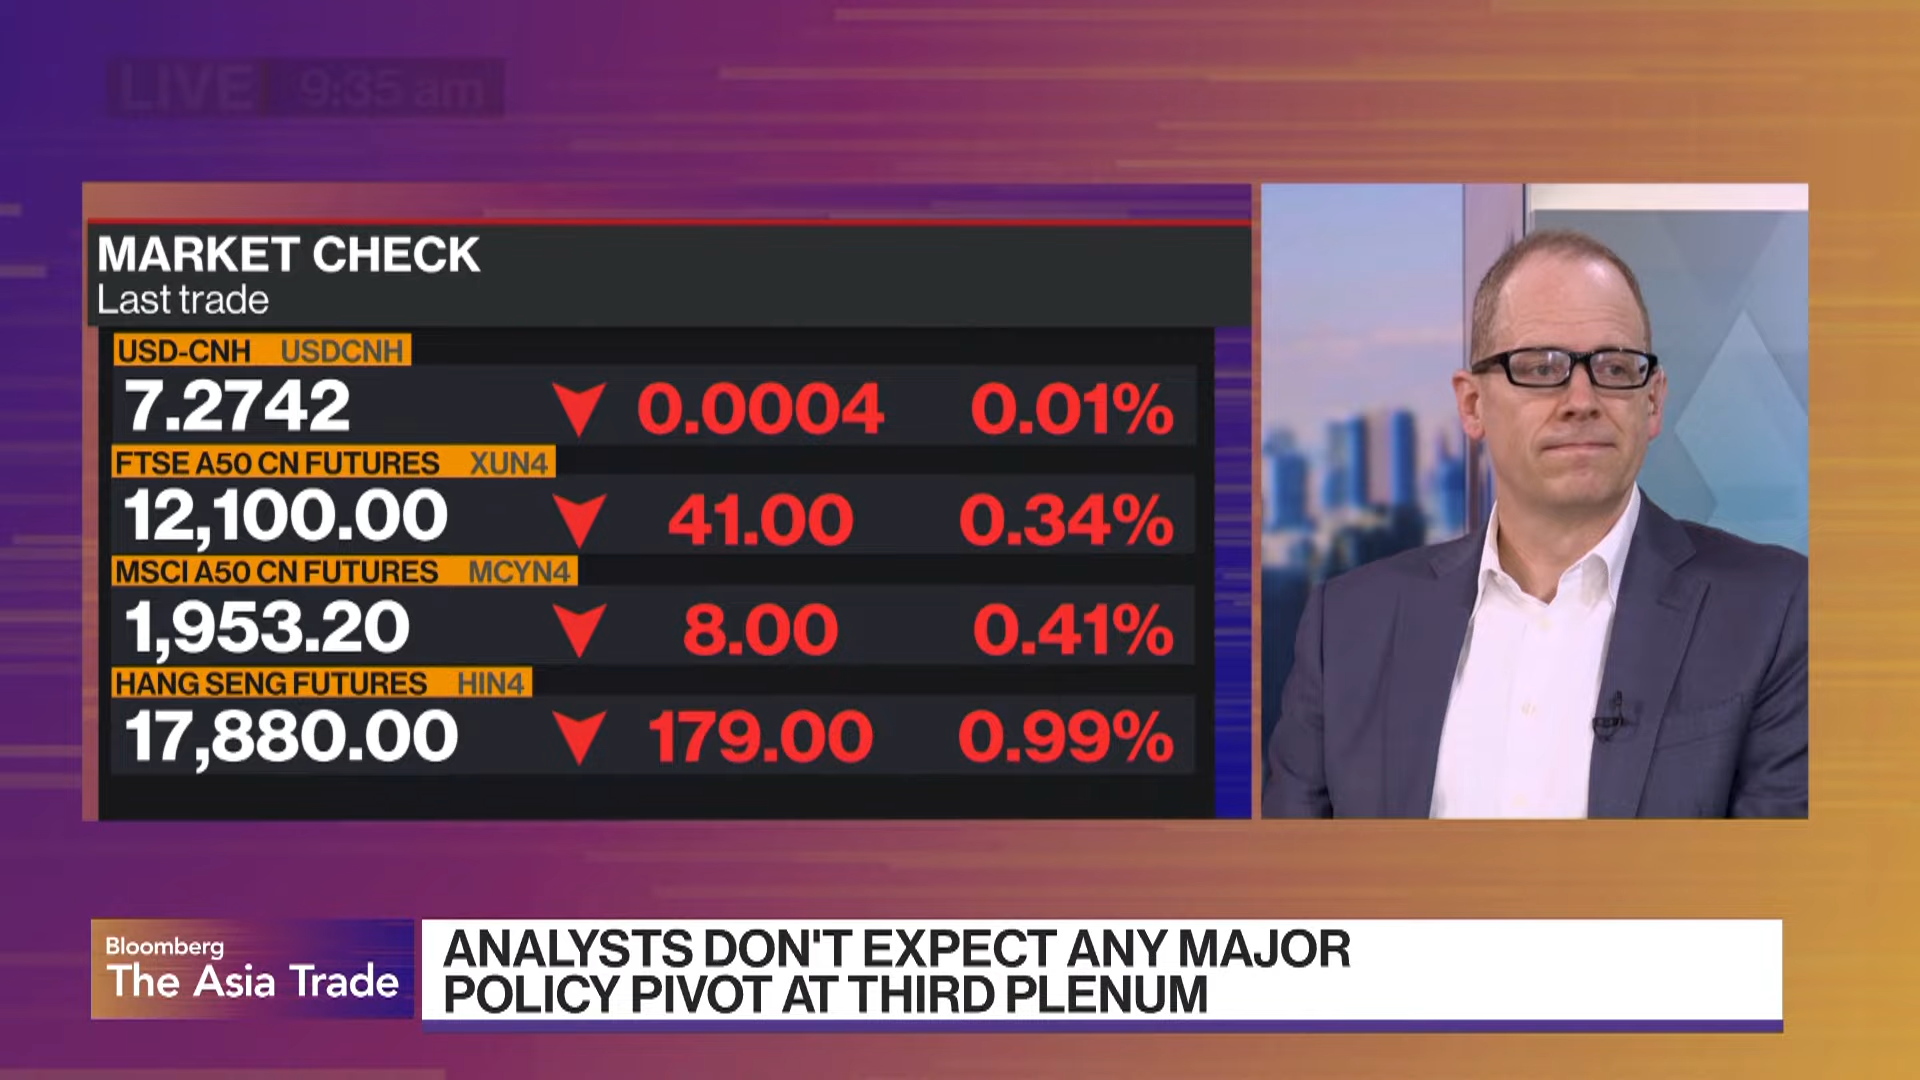 LIVE 9:35 am
MARKET CHECK
Last trade
USD-CNH USDCNH
7.2742 0.0004 0.01%
FTSE A50 CN FUTURES XUN4
12,100.00 41.00 0.34%
MSCI A50 CN FUTURES MCYN4
1,953.20 8.00 0.41%
HANG SENG FUTURES HIN4
17,880.00 179.00 0.99%
Bloomberg
The Asia Trade
ANALYSTS DON'T EXPECT ANY MAJOR
POLICY PIVOT AT THIRD PLENUM